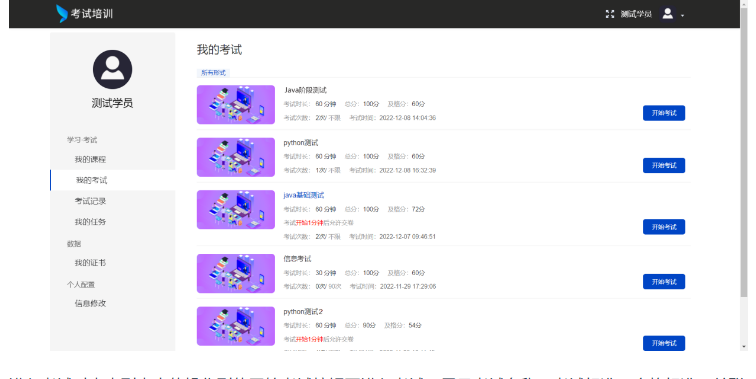 考试培训
测试学员
我的考试
所有形式
测试学员
学习·考试
我的课程
我的考试
考试记录
我的任务
数据
我的证书
个人配置
信息修改
Java阶段测试
考试时长: 60 分钟 总分: 100分 及格分: 60分
考试次数: 2次/ 不限 考试时间: 2022-12-08 14:04:36
开始考试
python测试
考试时长: 60 分钟 总分: 100分 及格分: 60分
考试次数: 1次/ 不限 考试时间: 2022-12-08 16:32:39
开始考试
java基础测试
考试时长: 60 分钟 总分: 100分 及格分: 72分
考试开始1分钟后允许交卷
考试次数: 2次/ 不限 考试时间: 2022-12-07 09:46:51
开始考试
信息考试
考试时长: 30 分钟 总分: 100分 及格分: 60分
考试次数: 0次/ 90次 考试时间: 2022-11-29 17:29:06
开始考试
python测试2
考试时长: 60 分钟 总分: 90分 及格分: 54分
考试开始1分钟后允许交卷
开始考试